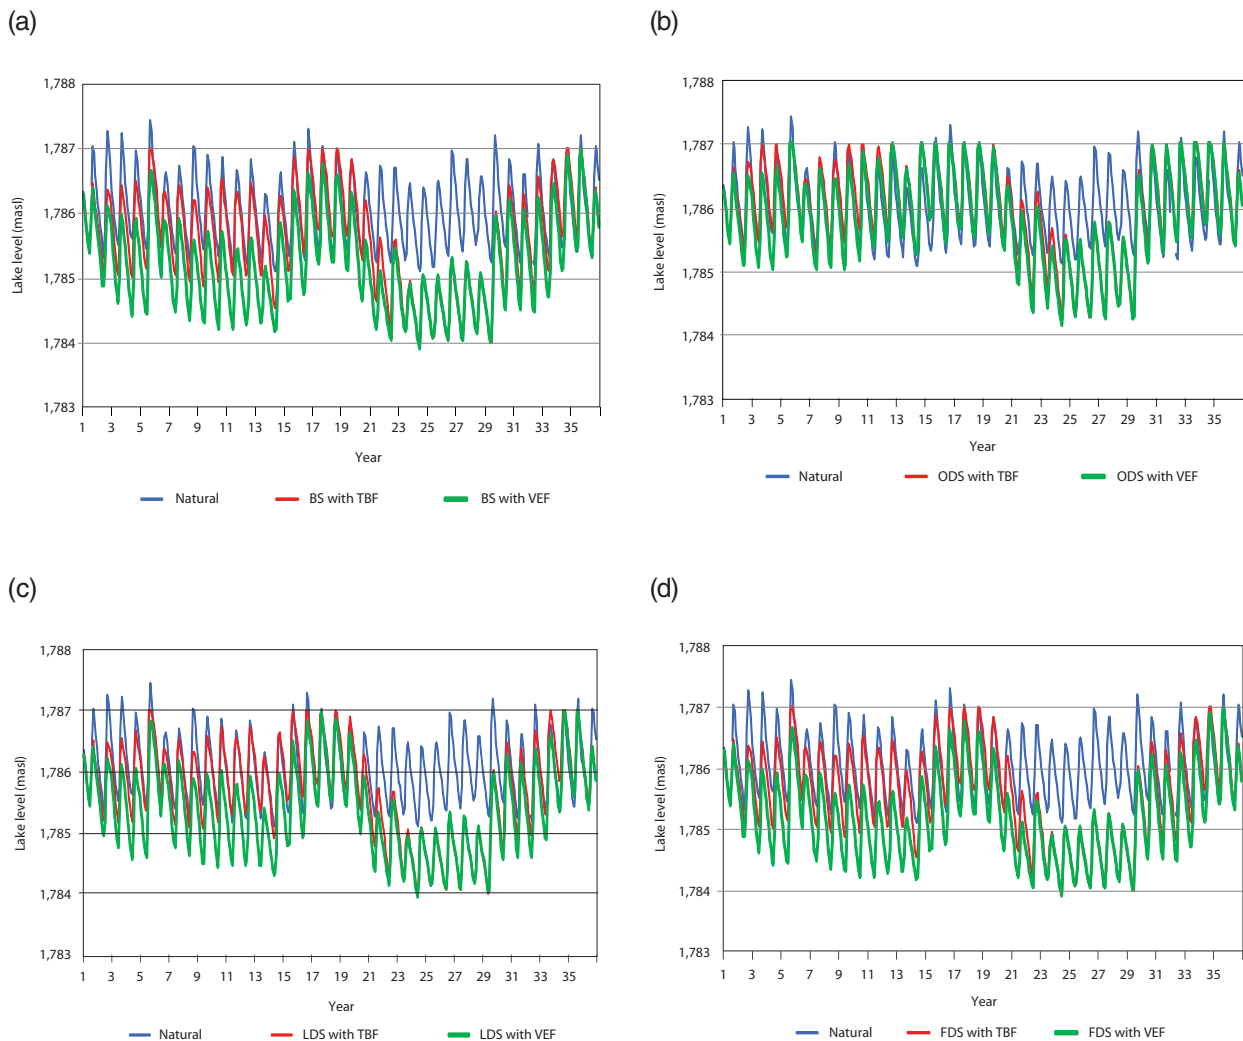 (a)
Lake level (masl)
1,788
1,787
1,786
1,785
1,784
1,783
1 3 5 7 9 11 13 15 17 19 21 23 25 27 29 31 33 35
Year
Natural BS with TBF BS with VEF
(b)
Lake level (masl)
1,788
1,787
1,786
1,785
1,784
1,783
1 3 5 7 9 11 13 15 17 19 21 23 25 27 29 31 33 35
Year
Natural ODS with TBF ODS with VEF
(c)
Lake level (masl)
1,788
1,787
1,786
1,785
1,784
1,783
1 3 5 7 9 11 13 15 17 19 21 23 25 27 29 31 33 35
Year
Natural LDS with TBF LDS with VEF
(d)
Lake level (masl)
1,788
1,787
1,786
1,785
1,784
1,783
1 3 5 7 9 11 13 15 17 19 21 23 25 27 29 31 33 35
Year
Natural FDS with TBF FDS with VEF